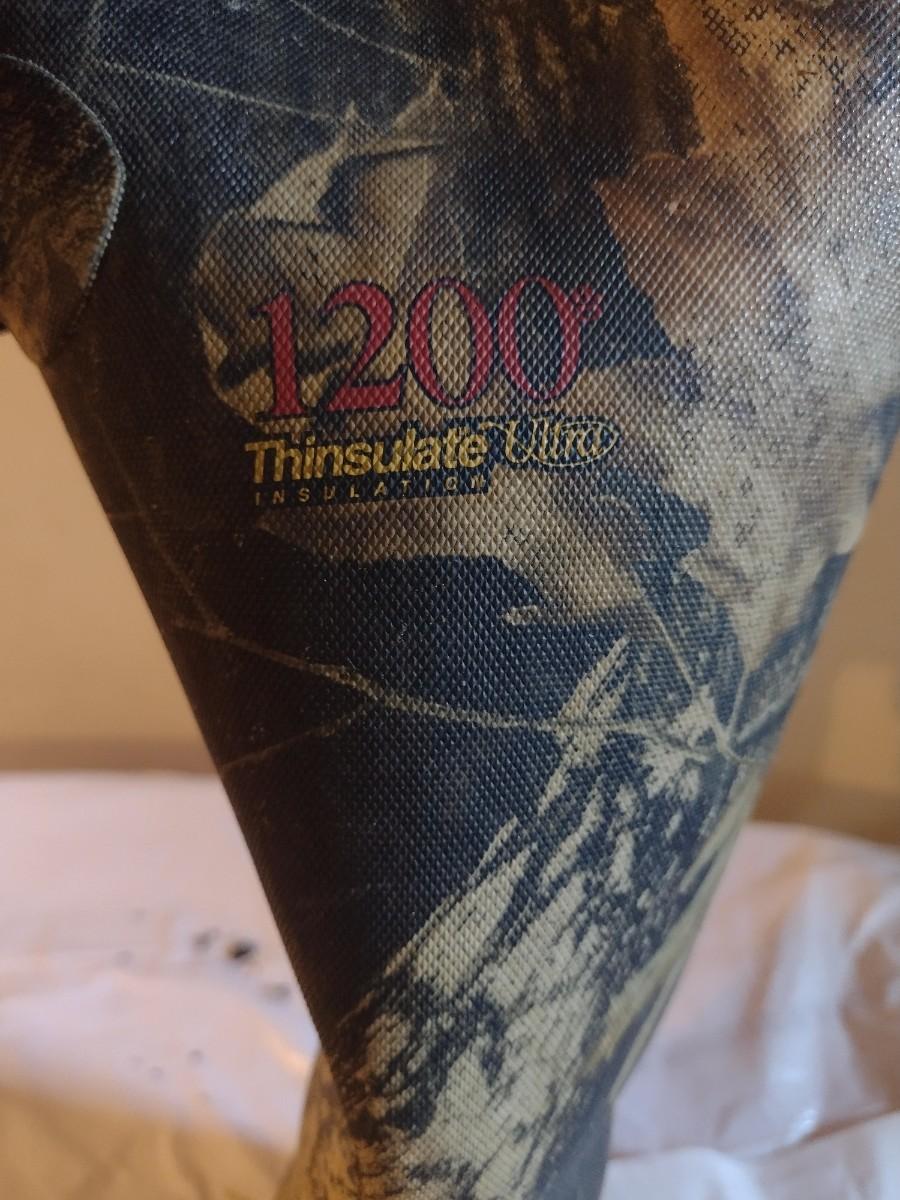 1200g
Thinsulate Ultra
INSULATION